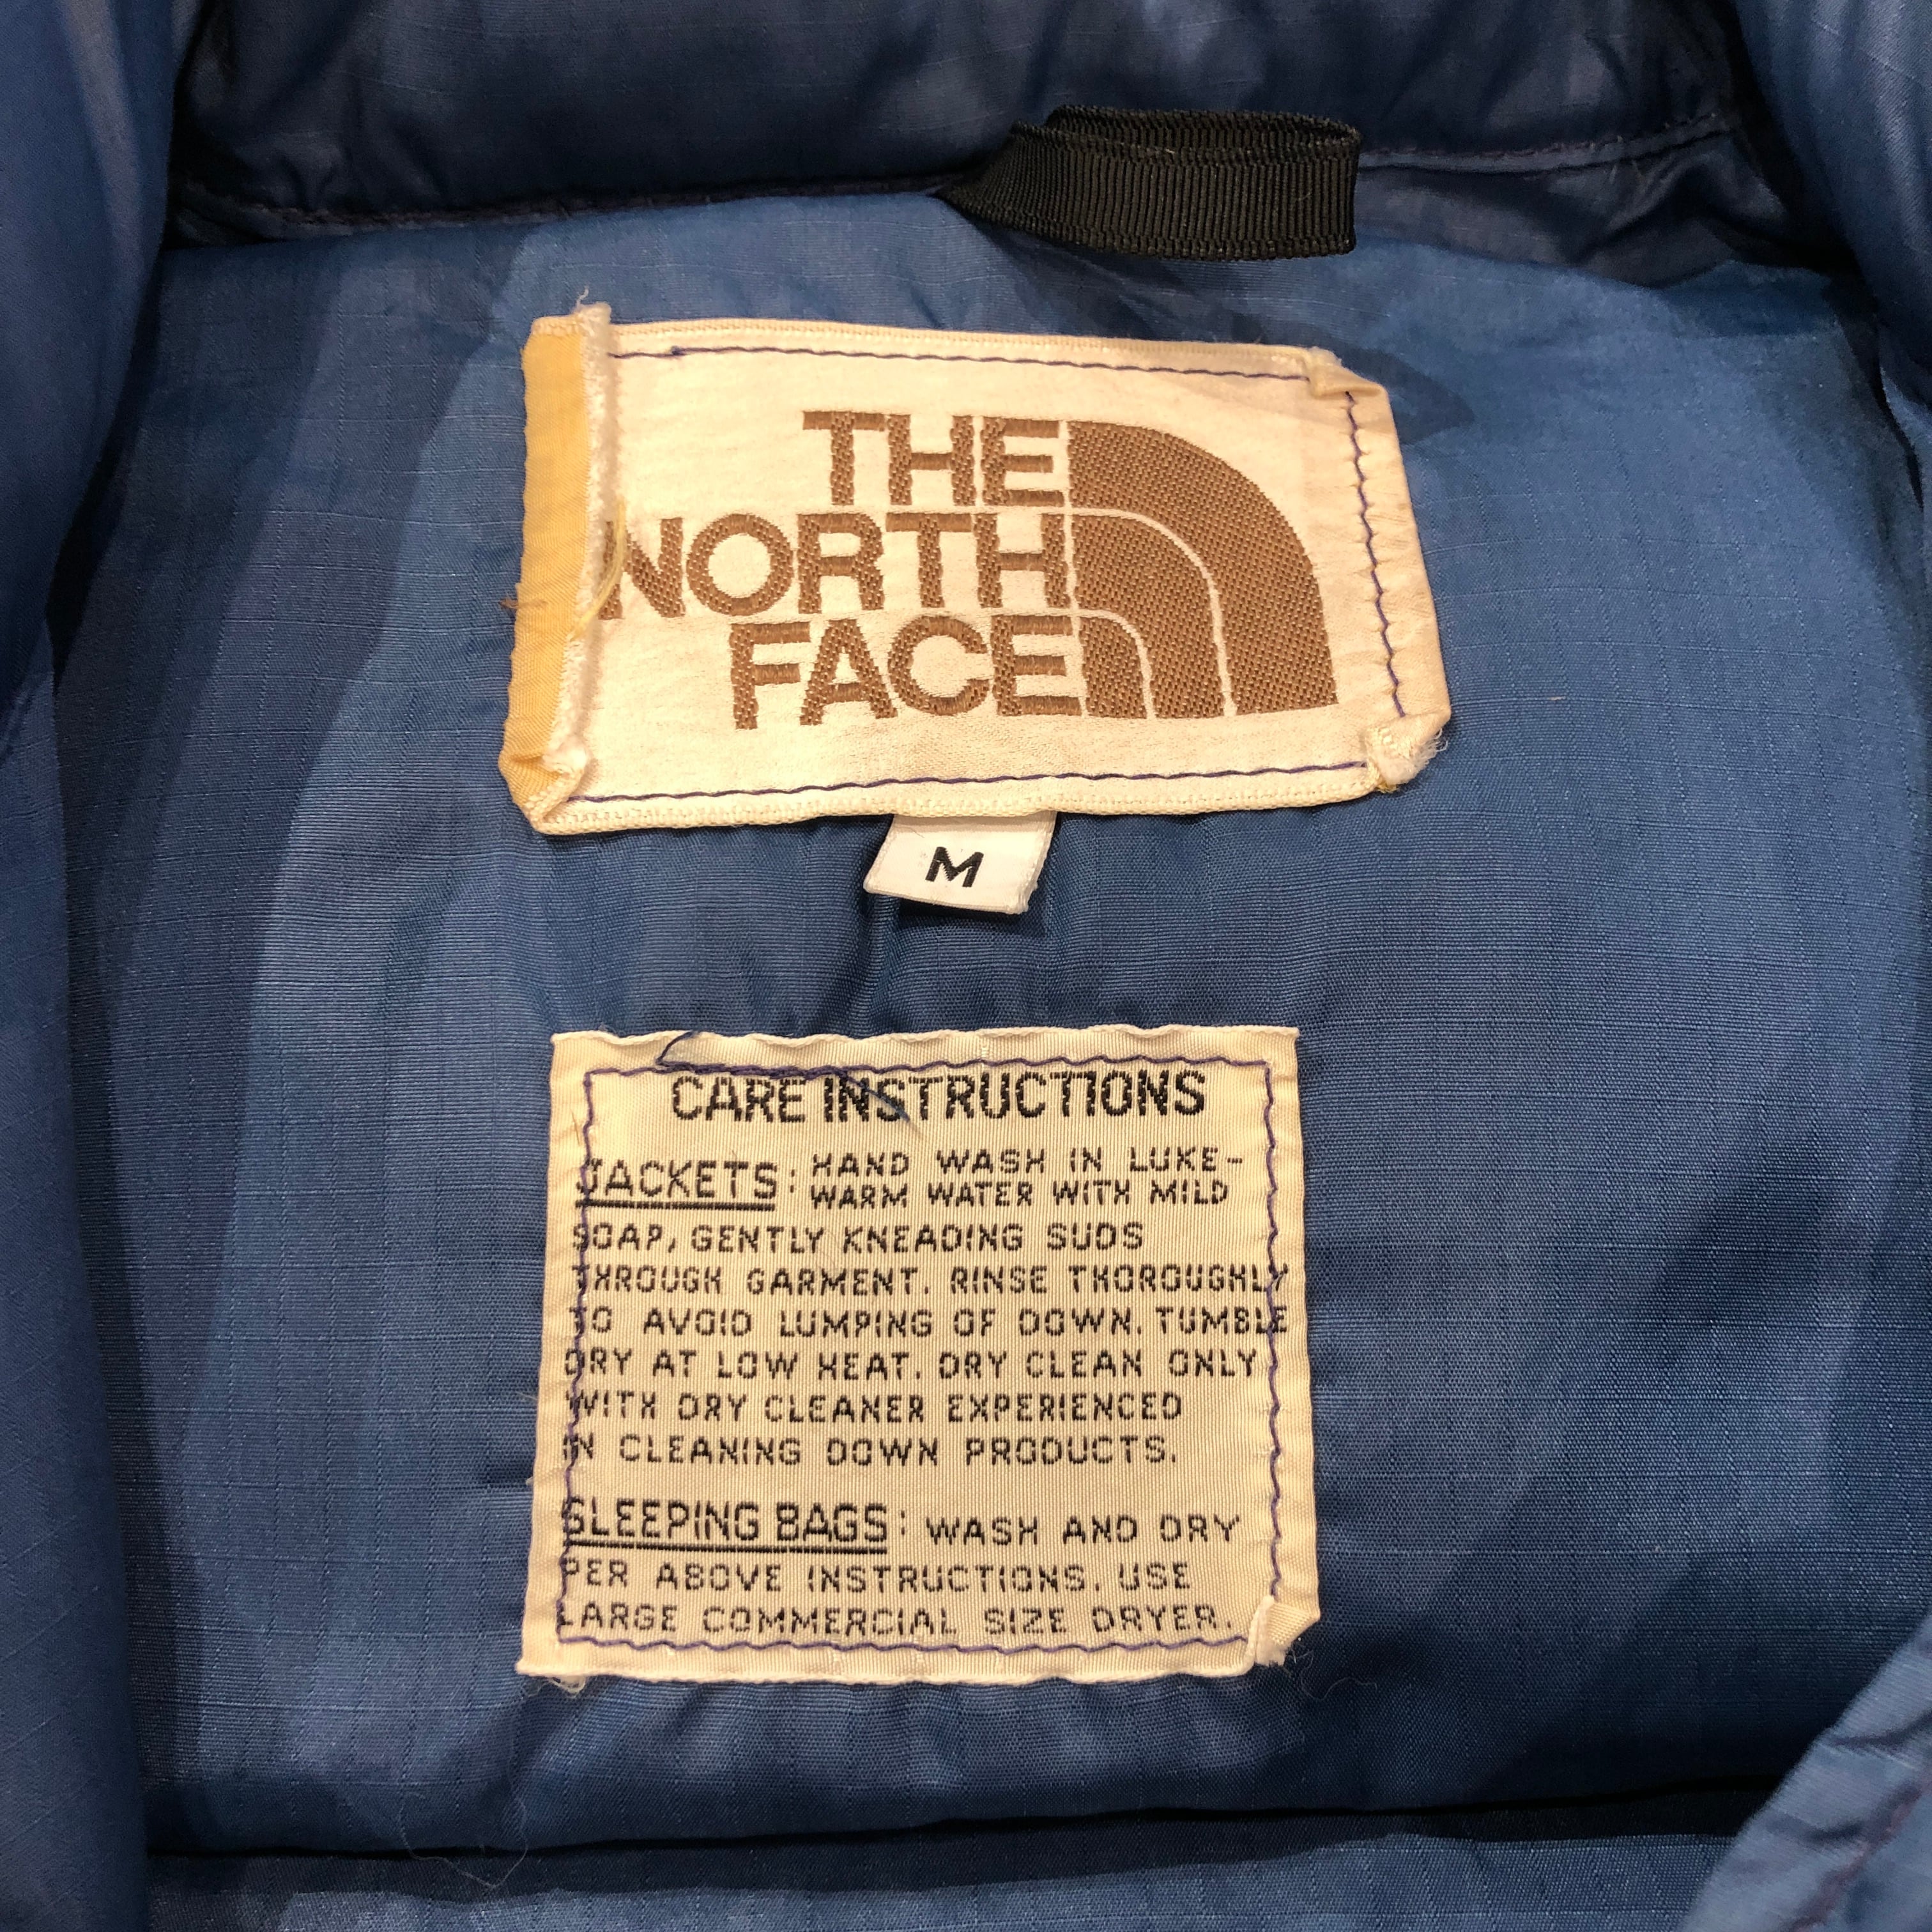 THE
NORTH
FACE
M
CARE INSTRUCTIONS
JACKETS: HAND WASH IN LUKE-
WARM WATER WITH MILD
SOAP, GENTLY KNEADING SUDS
THROUGH GARMENT. RINSE THOROUGHLY
TO AVOID LUMPING OF DOWN. TUMBLE
DRY AT LOW HEAT. DRY CLEAN ONLY
WITH DRY CLEANER EXPERIENCED
IN CLEANING DOWN PRODUCTS.
SLEEPING BAGS: WASH AND DRY
PER ABOVE INSTRUCTIONS. USE
LARGE COMMERCIAL SIZE DRYER.